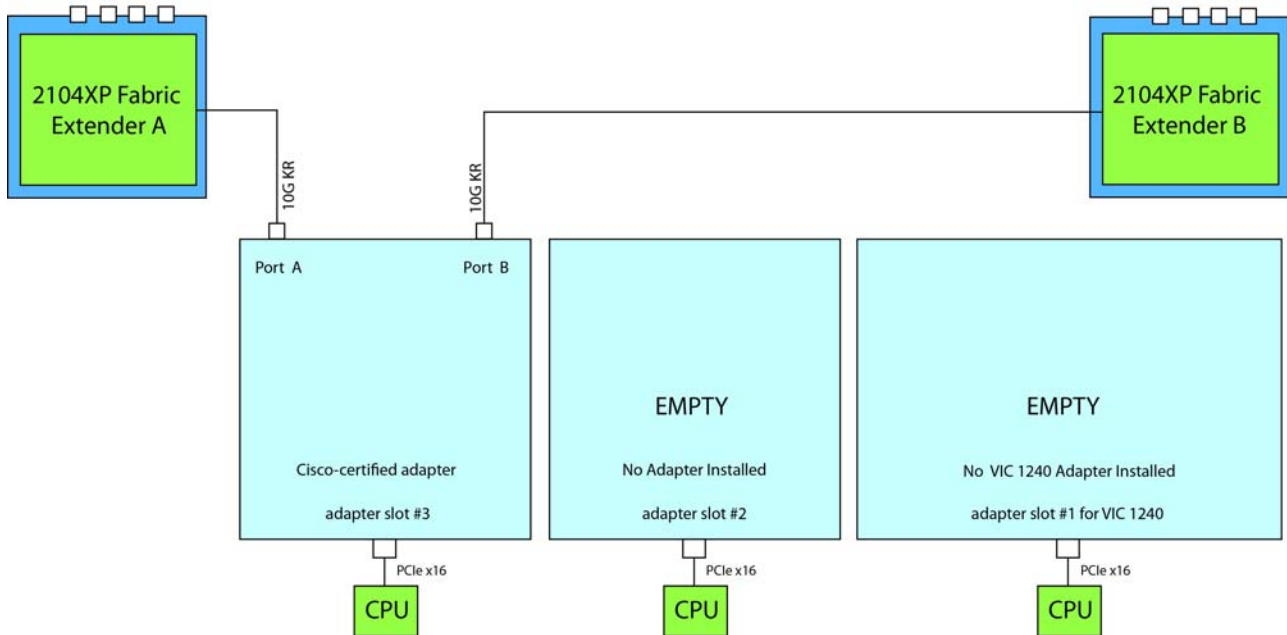 2104XP Fabric
Extender A
2104XP Fabric
Extender B
10G KR
10G KR
Port A
Port B
EMPTY
EMPTY
Cisco-certified adapter
No Adapter Installed
No VIC 1240 Adapter Installed
adapter slot #3
adapter slot #2
adapter slot #1 for VIC 1240
PCIe x16
PCIe x16
PCIe x16
CPU
CPU
CPU